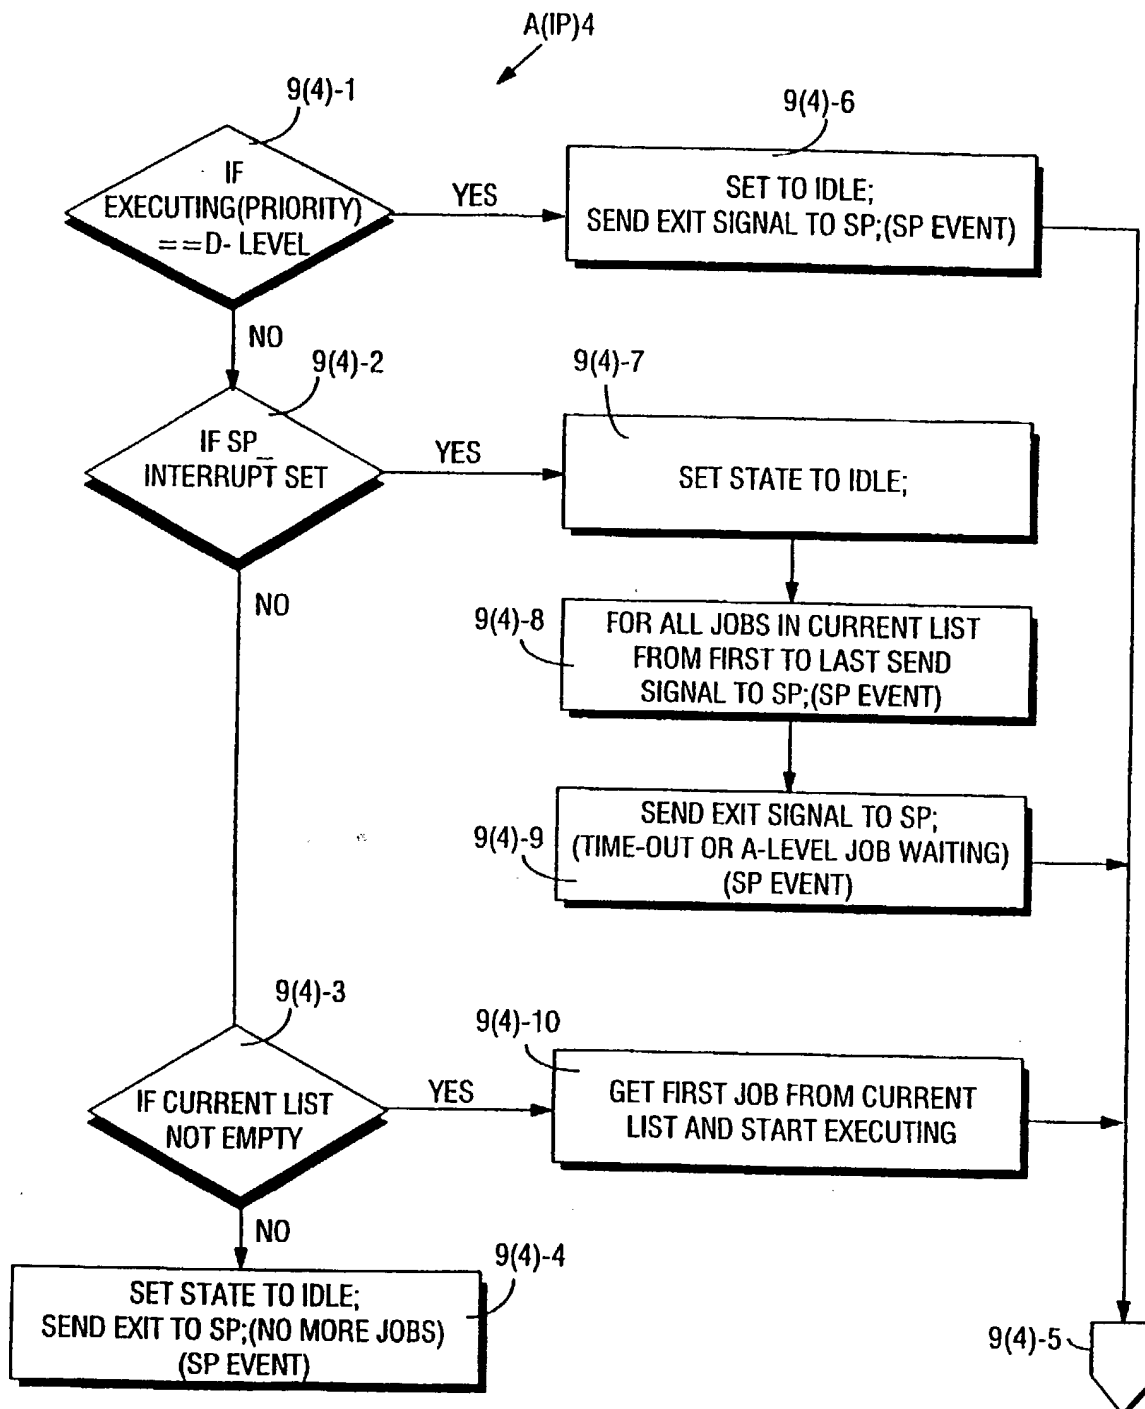 A(IP)4
9(4)-1
IF
EXECUTING(PRIORITY)
==D- LEVEL
YES
9(4)-6
SET TO IDLE;
SEND EXIT SIGNAL TO SP;(SP EVENT)
NO
9(4)-2
IF SP_
INTERRUPT SET
YES
9(4)-7
SET STATE TO IDLE;
NO
9(4)-8
FOR ALL JOBS IN CURRENT LIST
FROM FIRST TO LAST SEND
SIGNAL TO SP;(SP EVENT)
9(4)-9
SEND EXIT SIGNAL TO SP;
(TIME-OUT OR A-LEVEL JOB WAITING)
(SP EVENT)
9(4)-3
IF CURRENT LIST
NOT EMPTY
YES
9(4)-10
GET FIRST JOB FROM CURRENT
LIST AND START EXECUTING
NO
9(4)-4
SET STATE TO IDLE;
SEND EXIT TO SP;(NO MORE JOBS)
(SP EVENT)
9(4)-5